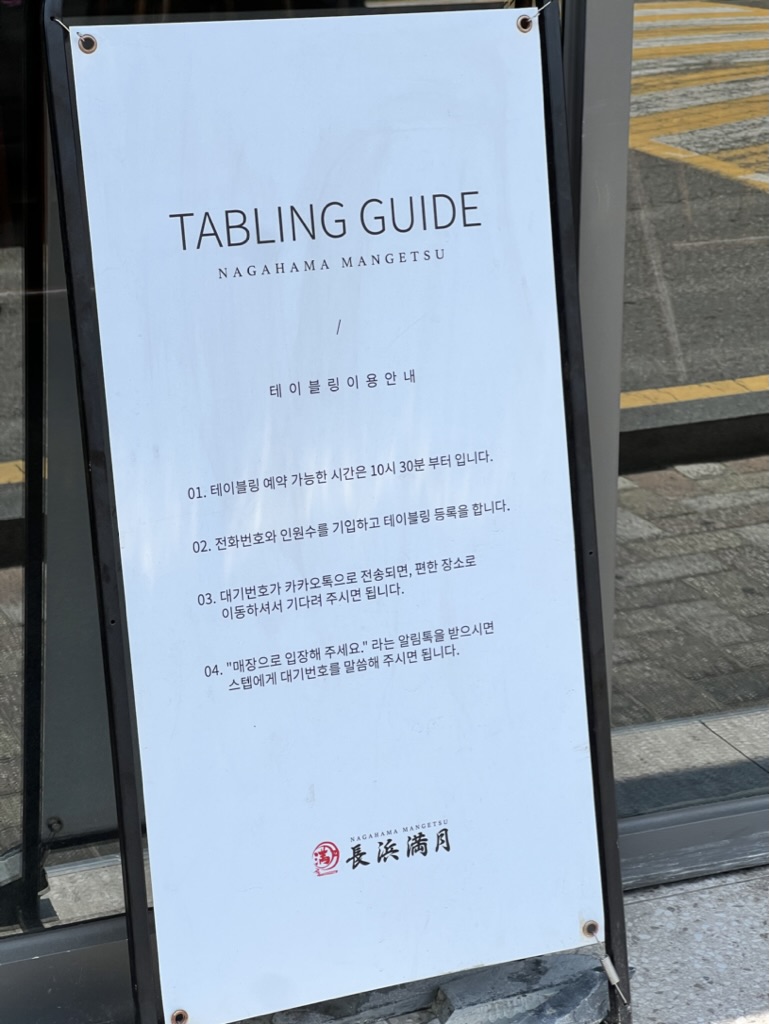 TABLING GUIDE
NAGAHAMA MANGETSU
/
테이블링이용안내
01. 테이블링 예약 가능한 시간은 10시 30분 부터 입니다.
02. 전화번호와 인원수를 기입하고 테이블링 등록을 합니다.
03. 대기번호가 카카오톡으로 전송되면, 편한 장소로
이동하셔서 기다려 주시면 됩니다.
04. "매장으로 입장해 주세요." 라는 알림톡을 받으시면
스텝에게 대기번호를 말씀해 주시면 됩니다.
NAGAHAMA MANGETSU
満 長浜満月